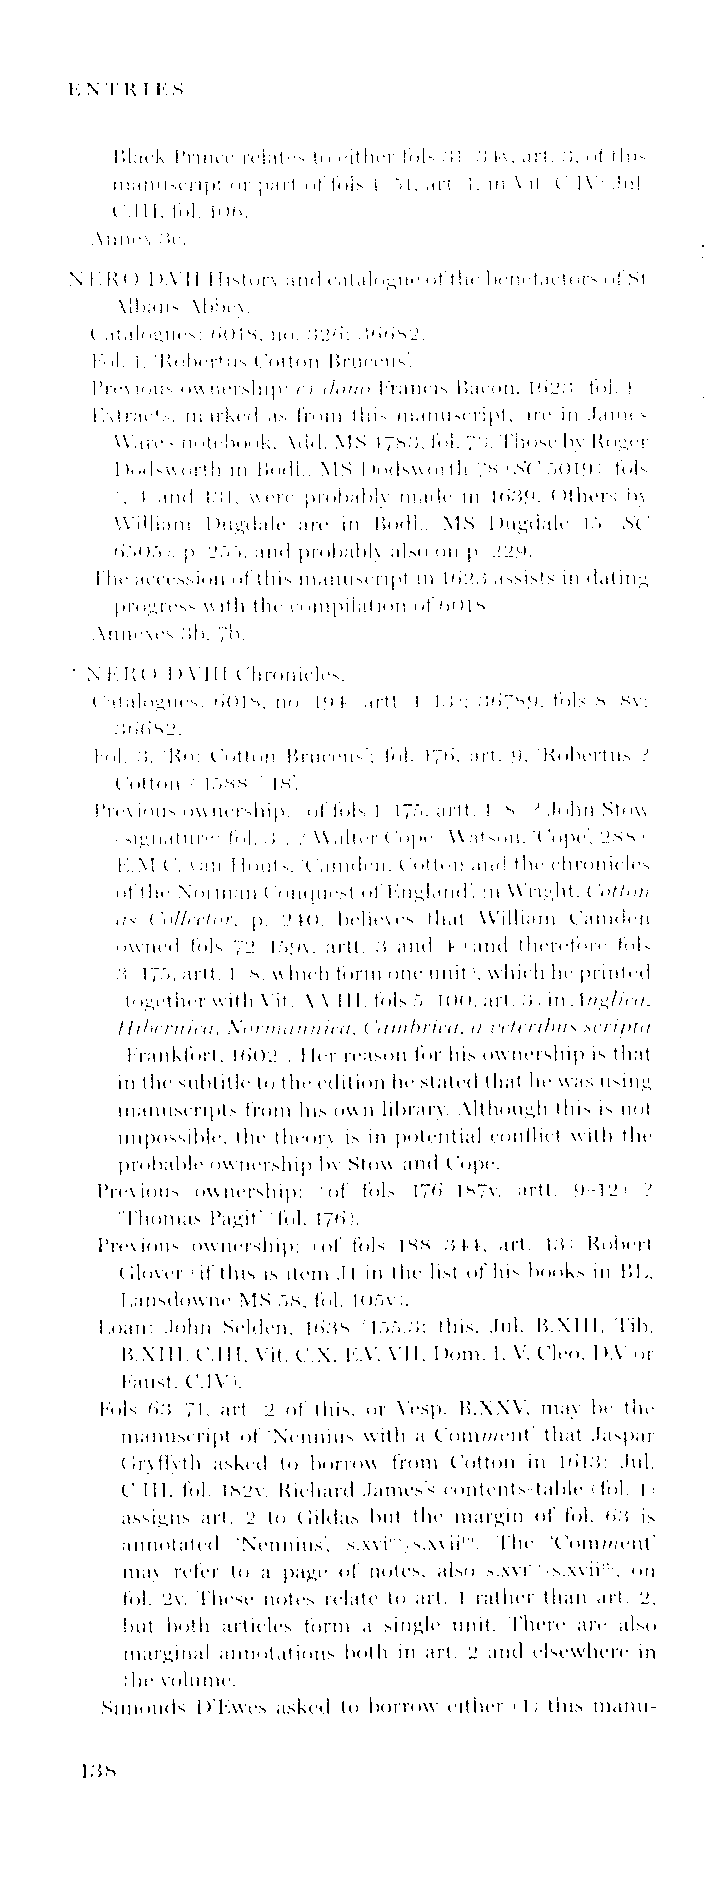 ENTRIES
Black Prince relates to either fols 31–34v, art. 3, of this
manuscript or part of fols 1–51, art. 1, in Vit. C.IV: Jul.
C.III, fol. 106.
Annex 3e.
NERO D.VII History and catalogue of the benefactors of St
Albans Abbey.
Catalogues: 6018, no. 326; 36682.
Fol. 1, 'Robertus Cotton Bruceus'.
Previous ownership: ex dono Francis Bacon, 1623 (fol. 1
Extracts, marked as from this manuscript, are in James
Ware's notebook, Add. MS 4783, fol. 73. Those by Roger
Dodsworth in Bodl., MS Dodsworth 78 (SC 5019), fols
1, 4 and 131, were probably made in 1639. Others by
William Dugdale are in Bodl., MS Dugdale 15 (SC
6505), p. 255, and probably also on p. 229.
The accession of this manuscript in 1623 assists in dating
progress with the compilation of 6018.
Annexes 3b, 7b.
* NERO D.VIII Chronicles.
Catalogues: 6018, no. 194 (artt. 1–13); 36789, fols 8–8v;
36682.
Fol. 3, 'Ro: Cotton Bruceus'; fol. 176, art. 9, 'Robertus ?
Cotton / 1588 / 18'.
Previous ownership: (of fols 1–175, artt. 1–8) ? John Stow
(signature: fol. 3), ? Walter Cope (Watson, 'Cope', 288).
E.M.C. van Houts, 'Camden, Cotton and the chronicles
of the Norman Conquest of England', in Wright, Cotton
as Collector, p. 240, believes that William Camden
owned fols 72–159v, artt. 3 and 4 (and therefore fols
3–175, artt. 1–8, which form one unit), which he printed
(together with Vit. A.VIII, fols 5–100, art. 3) in Anglica,
Hibernica, Normannica, Cambrica, a veteribus scripta
(Frankfort, 1602). Her reason for his ownership is that
in the subtitle to the edition he stated that he was using
manuscripts from his own library. Although this is not
impossible, the theory is in potential conflict with the
probable ownership by Stow and Cope.
Previous ownership: (of fols 176–187v, artt. 9–12) ?
'Thomas Pagit' (fol. 176).
Previous ownership: (of fols 188–344, art. 13) Robert
Glover (if this is item J1 in the list of his books in BL,
Lansdowne MS 58, fol. 105v).
Loan: John Selden, 1638 (155.3: this, Jul. B.XIII, Tib.
B.XIII, C.III, Vit. C.X, E.V, VII, Dom. I, V, Cleo. D.V or
Faust. C.IV).
Fols 63–71, art. 2 of this, or Vesp. B.XXV, may be the
manuscript of 'Nennius with a Comment' that Jaspar
Gryffyth asked to borrow from Cotton in 1613: Jul.
C.III, fol. 182v. Richard James's contents-table (fol. 1)
assigns art. 2 to Gildas but the margin of fol. 63 is
annotated 'Nennius', s.xvi ex/s.xvii in. The 'Comment'
may refer to a page of notes, also s.xvi ex/s.xvii in, on
fol. 2v. These notes relate to art. 1 rather than art. 2,
but both articles form a single unit. There are also
marginal annotations both in art. 2 and elsewhere in
the volume.
Simonds D'Ewes asked to borrow either (1) this manu-
138